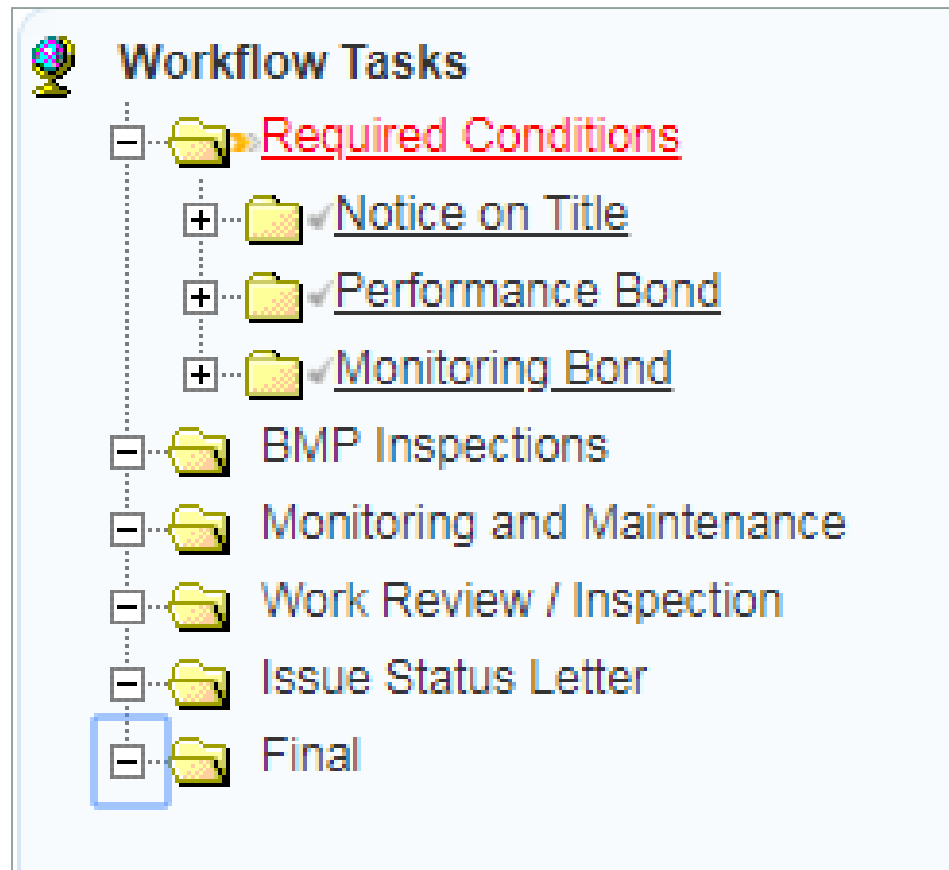 Workflow Tasks
Required Conditions
Notice on Title
Performance Bond
Monitoring Bond
BMP Inspections
Monitoring and Maintenance
Work Review / Inspection
Issue Status Letter
Final